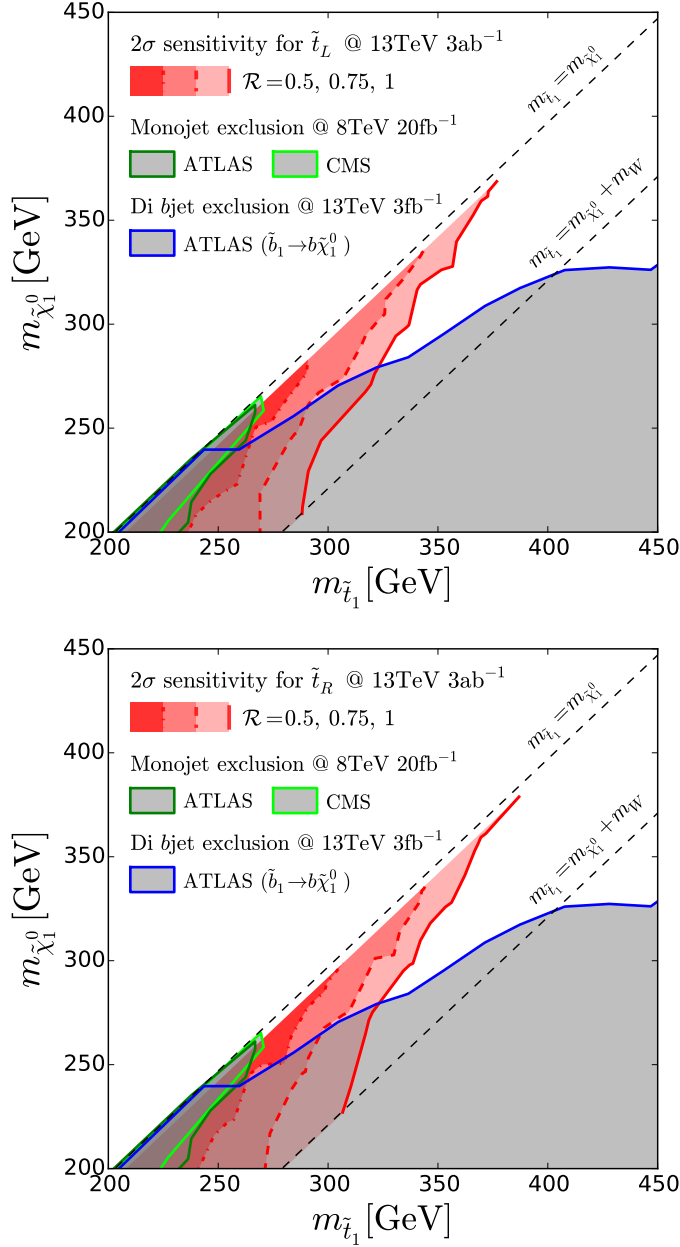 450
400
350
300
250
200
m_χ̃₁⁰ [GeV]
2σ sensitivity for t̃_L @ 13TeV 3ab⁻¹
ℛ=0.5, 0.75, 1
Monojet exclusion @ 8TeV 20fb⁻¹
ATLAS CMS
Di bjet exclusion @ 13TeV 3fb⁻¹
ATLAS (b̃₁→bχ̃₁⁰)
m_t̃₁=m_χ̃₁⁰
m_t̃₁=m_χ̃₁⁰+m_W
200 250 300 350 400 450
m_t̃₁ [GeV]
450
400
350
300
250
200
m_χ̃₁⁰ [GeV]
2σ sensitivity for t̃_R @ 13TeV 3ab⁻¹
ℛ=0.5, 0.75, 1
Monojet exclusion @ 8TeV 20fb⁻¹
ATLAS CMS
Di bjet exclusion @ 13TeV 3fb⁻¹
ATLAS (b̃₁→bχ̃₁⁰)
m_t̃₁=m_χ̃₁⁰
m_t̃₁=m_χ̃₁⁰+m_W
200 250 300 350 400 450
m_t̃₁ [GeV]